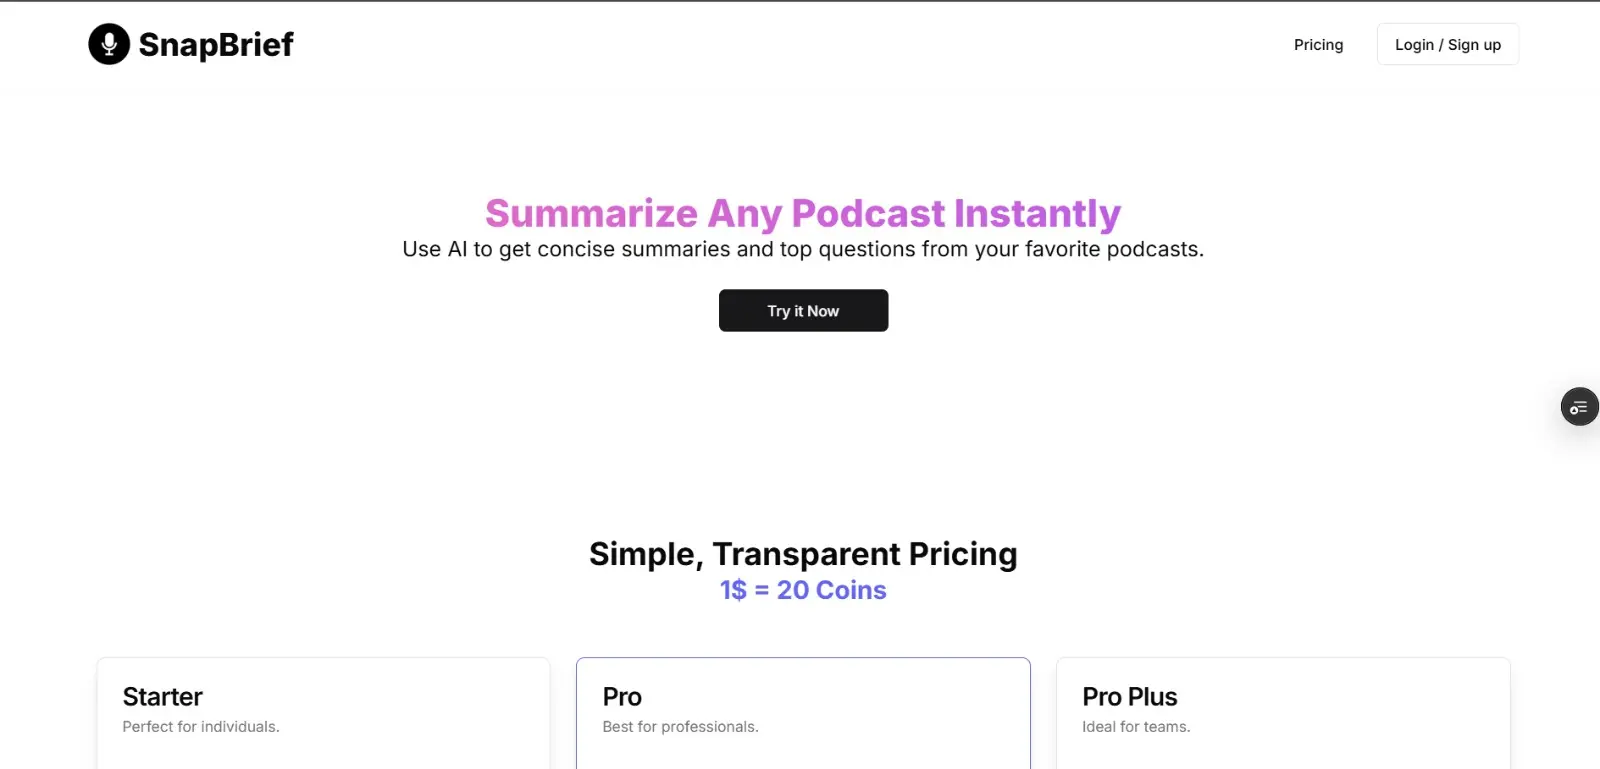 SnapBrief
Pricing
Login / Sign up
Summarize Any Podcast Instantly
Use AI to get concise summaries and top questions from your favorite podcasts.
Try it Now
Simple, Transparent Pricing
1$ = 20 Coins
Starter
Perfect for individuals.
Pro
Best for professionals.
Pro Plus
Ideal for teams.